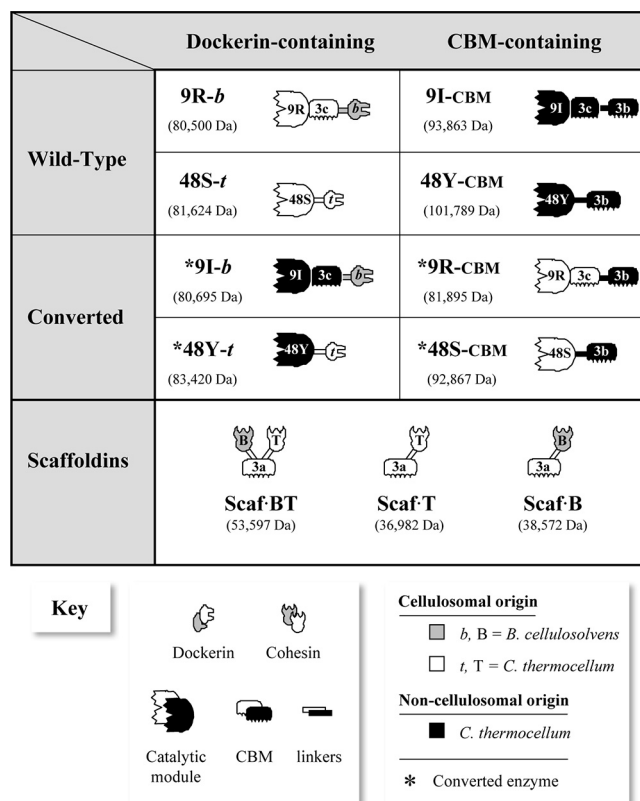 Dockerin-containing
CBM-containing
Wild-Type
9R-b
(80,500 Da)
9R 3c b
9I-CBM
(93,863 Da)
9I 3c 3b
48S-t
(81,624 Da)
48S t
48Y-CBM
(101,789 Da)
48Y 3b
Converted
*9I-b
(80,695 Da)
9I 3c b
*9R-CBM
(81,895 Da)
9R 3c 3b
*48Y-t
(83,420 Da)
48Y t
*48S-CBM
(92,867 Da)
48S 3b
Scaffoldins
B T
3a
Scaf·BT
(53,597 Da)
T
3a
Scaf·T
(36,982 Da)
B
3a
Scaf·B
(38,572 Da)
Key
Dockerin
Cohesin
Catalytic
module
CBM
linkers
Cellulosomal origin
b, B = B. cellulosolvens
t, T = C. thermocellum
Non-cellulosomal origin
C. thermocellum
* Converted enzyme